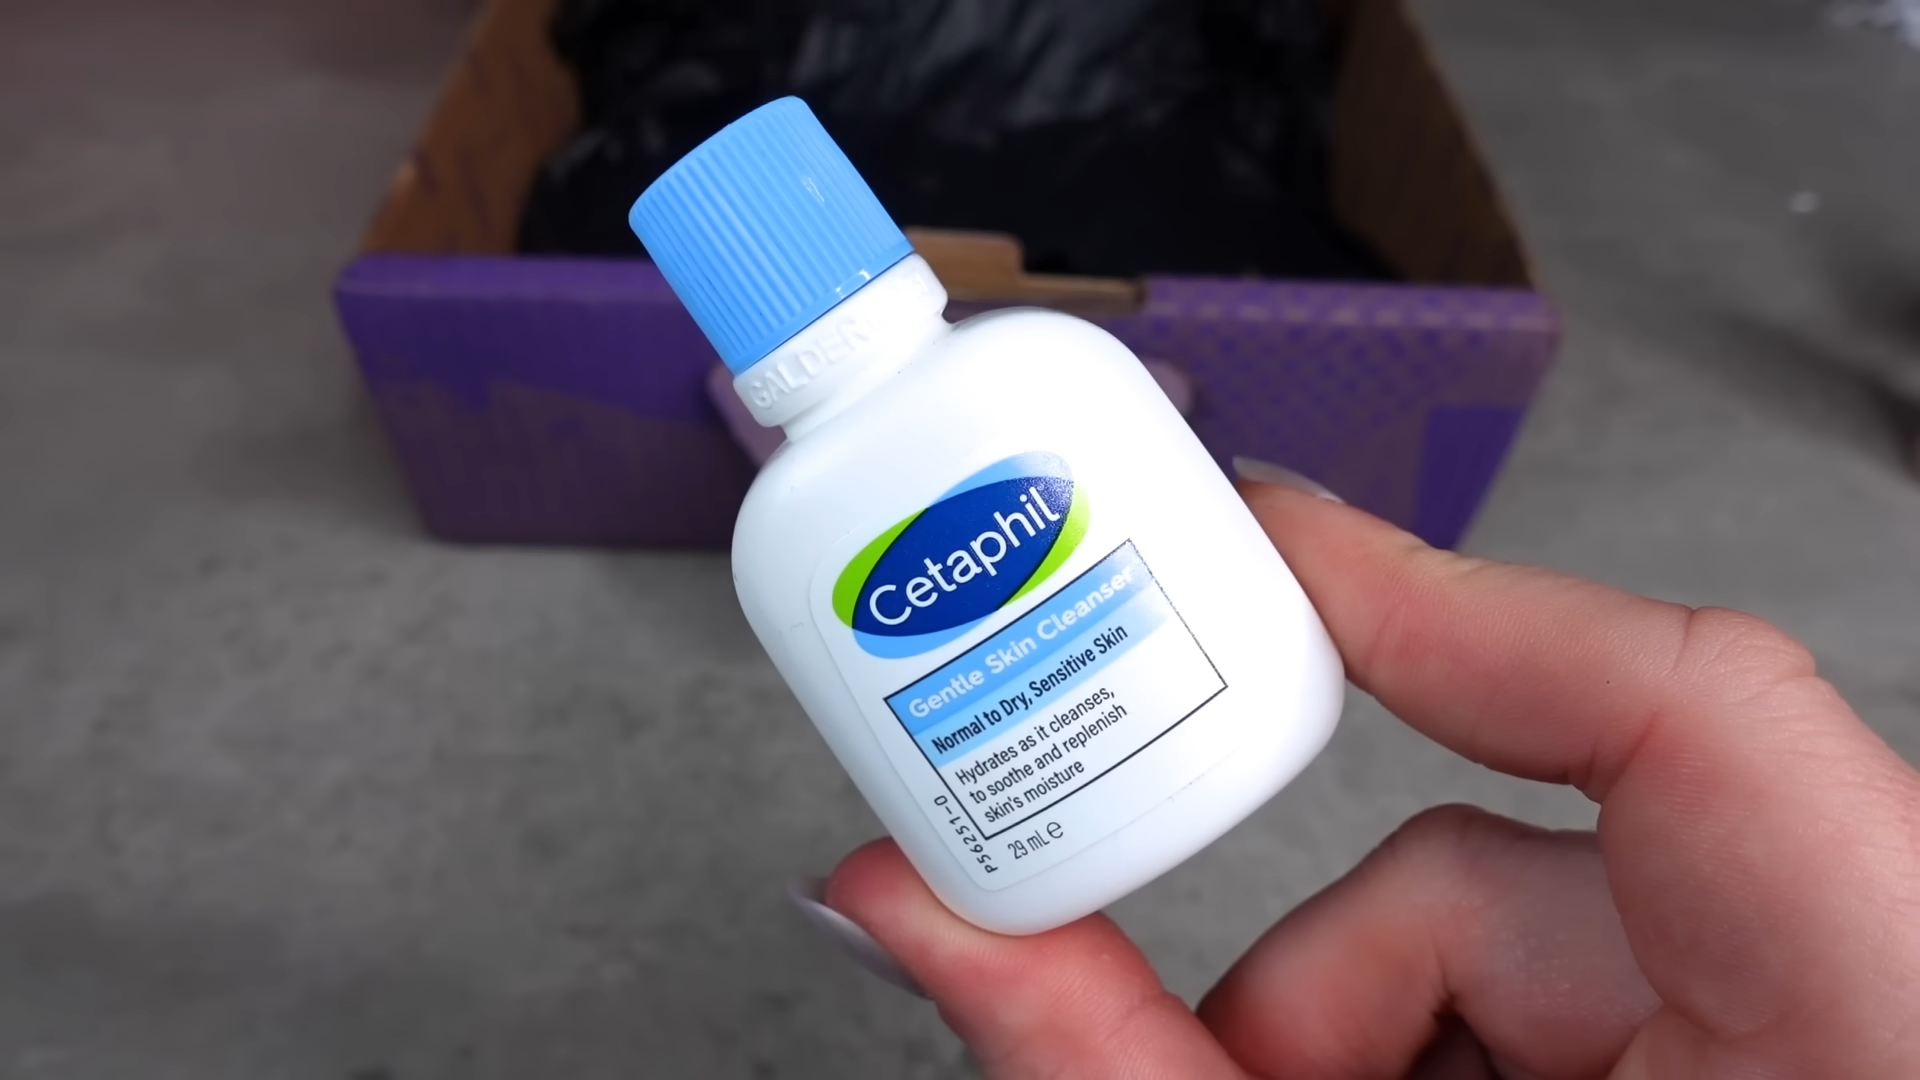 GALDER
Cetaphil
Gentle Skin Cleanser
Normal to Dry, Sensitive Skin
Hydrates as it cleanses,
to soothe and replenish
skin's moisture
P56251-0
29 mL ℮